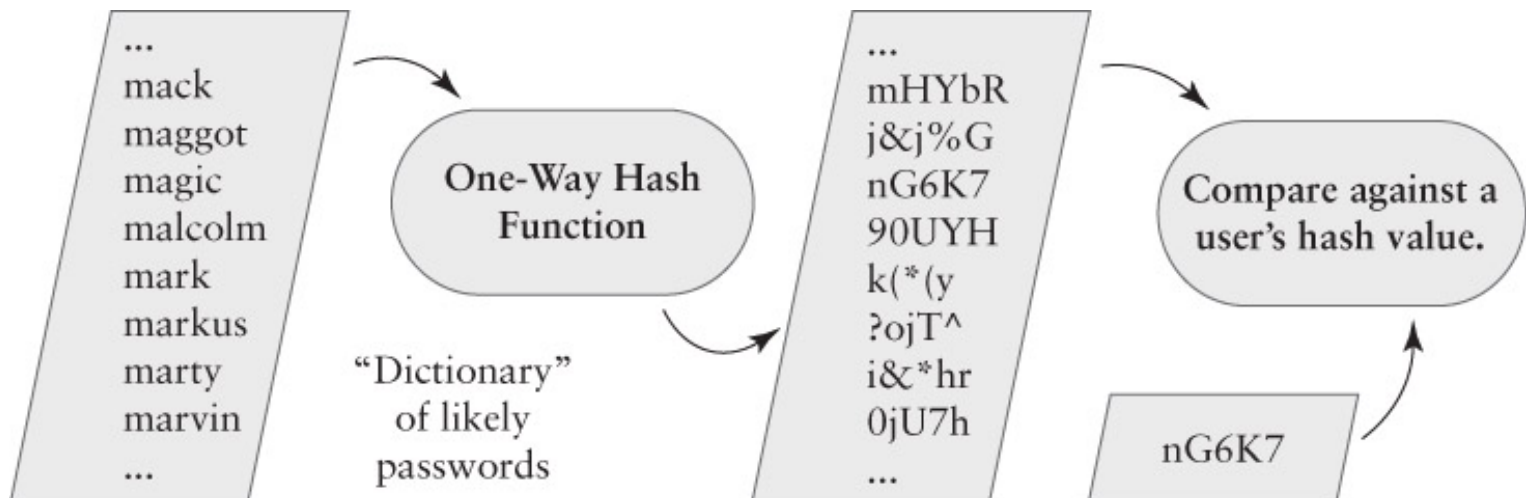 ...
mack
maggot
magic
malcolm
mark
markus
marty
marvin
...
One-Way Hash
Function
“Dictionary”
of likely
passwords
...
mHYbR
j&j%G
nG6K7
90UYH
k(*(y
?ojT^
i&*hr
0jU7h
...
Compare against a
user’s hash value.
nG6K7